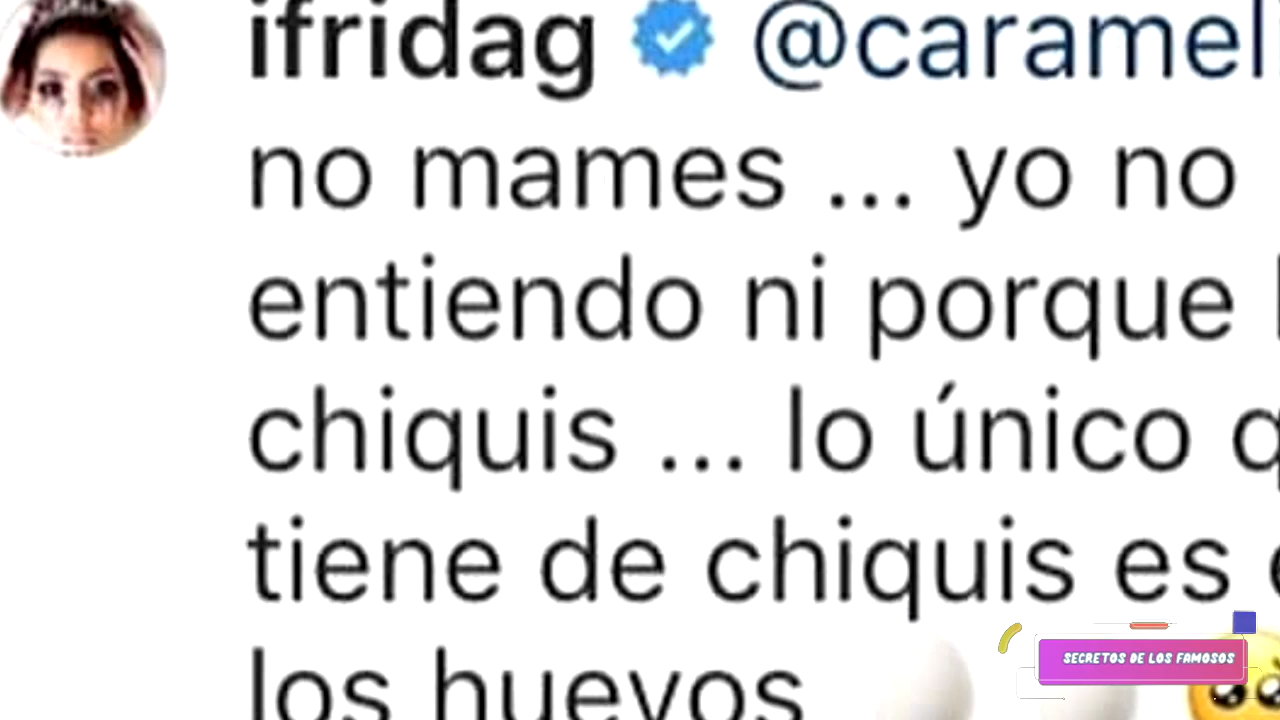 ifridag @carameli
no mames ... yo no
entiendo ni porque
chiquis ... lo único
tiene de chiquis es
los huevos
SECRETOS DE LOS FAMOSOS